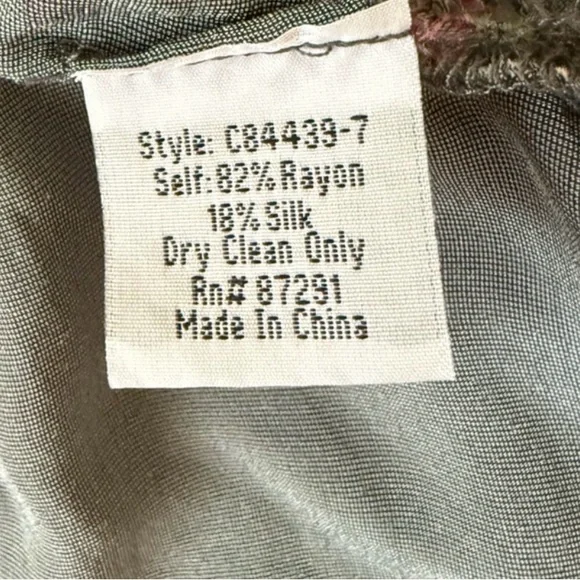 Style: C84439-7
Self: 82% Rayon
18% Silk
Dry Clean Only
Rn# 87291
Made In China